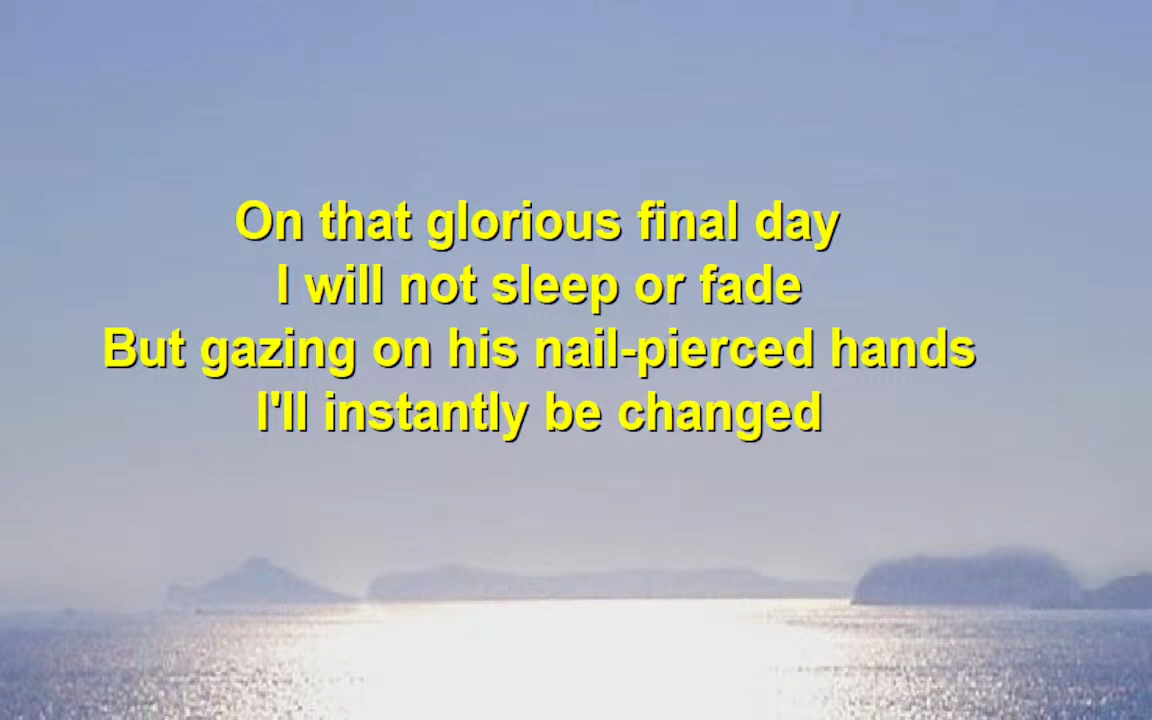 On that glorious final day
I will not sleep or fade
But gazing on his nail-pierced hands
I'll instantly be changed